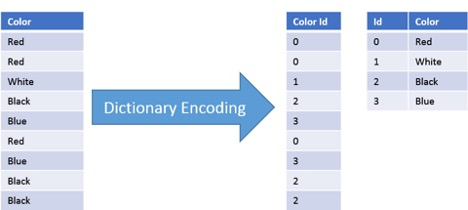 Color
Red
Red
White
Black
Blue
Red
Blue
Black
Black
Dictionary Encoding
Color Id
0
0
1
2
3
0
3
2
2
Id Color
0 Red
1 White
2 Black
3 Blue